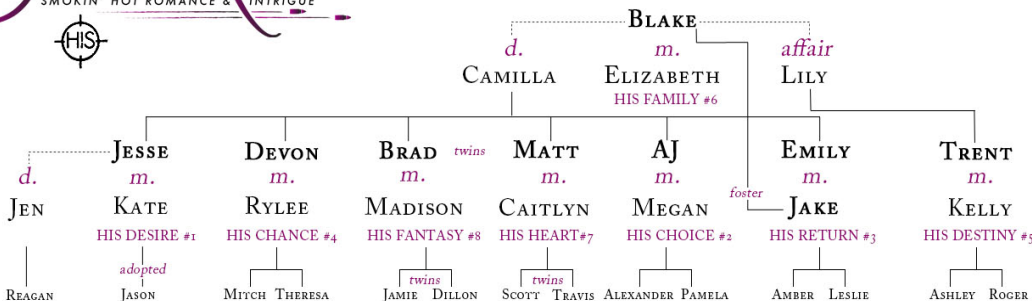 SMOKIN' HOT ROMANCE & INTRIGUE
HIS
BLAKE
d. m. affair
CAMILLA ELIZABETH LILY
HIS FAMILY #6
JESSE DEVON BRAD twins MATT AJ EMILY TRENT
d. m. m. m. m. m. m. m.
foster
JEN KATE RYLEE MADISON CAITLYN MEGAN JAKE KELLY
HIS DESIRE #1 HIS CHANCE #4 HIS FANTASY #8 HIS HEART#7 HIS CHOICE #2 HIS RETURN #3 HIS DESTINY #5
adopted twins twins
REAGAN JASON MITCH THERESA JAMIE DILLON SCOTT TRAVIS ALEXANDER PAMELA AMBER LESLIE ASHLEY ROGER